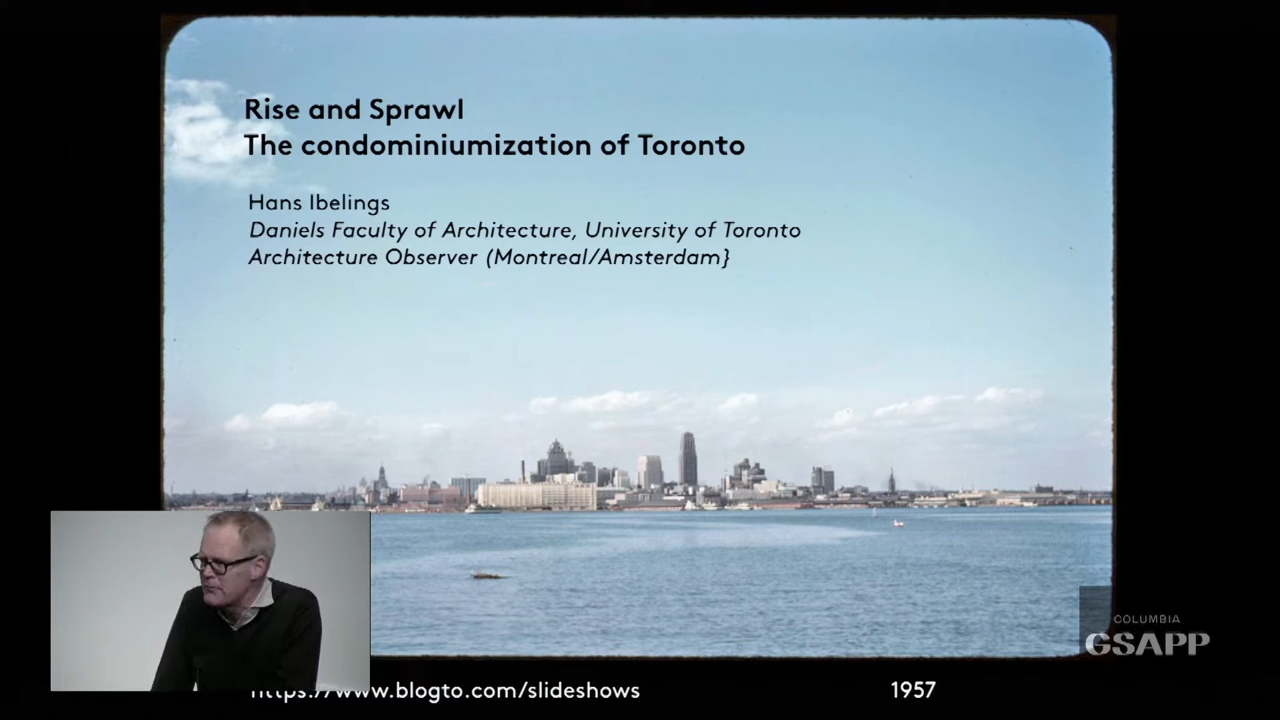 Rise and Sprawl
The condominiumization of Toronto
Hans Ibelings
Daniels Faculty of Architecture, University of Toronto
Architecture Observer (Montreal/Amsterdam}
COLUMBIA
GSAPP
https://www.blogto.com/slideshows
1957